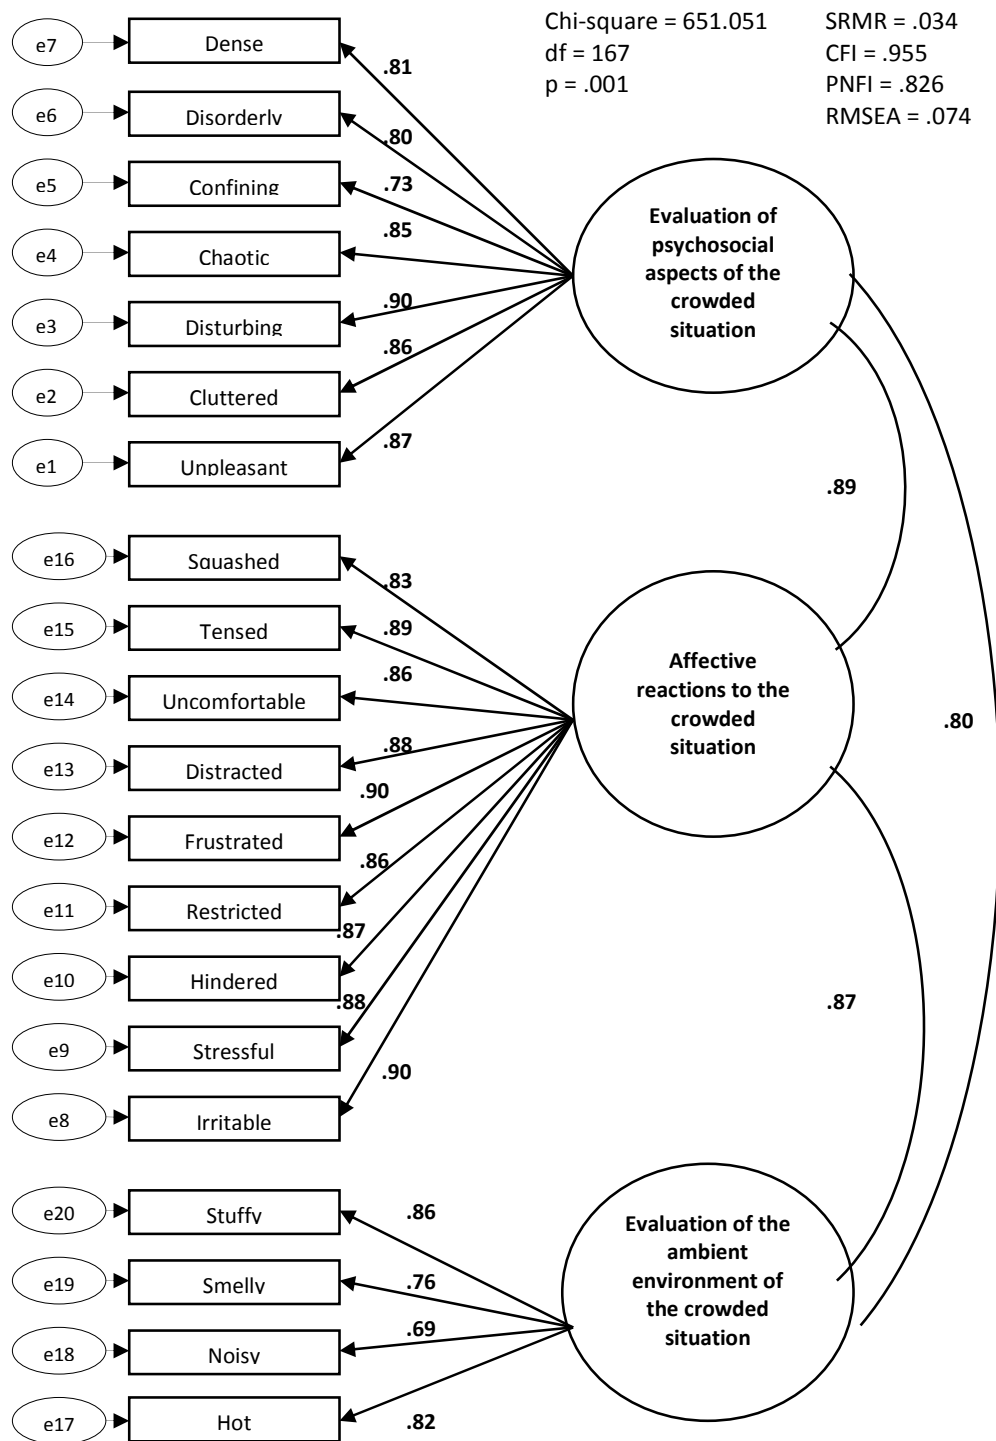 Chi-square = 651.051
df = 167
p = .001
SRMR = .034
CFI = .955
PNFI = .826
RMSEA = .074
e7
Dense
.81
e6
Disorderly
.80
e5
Confining
.73
e4
Chaotic
.85
e3
Disturbing
.90
e2
Cluttered
.86
e1
Unpleasant
.87
Evaluation of
psychosocial
aspects of the
crowded
situation
.89
e16
Squashed
.83
e15
Tensed
.89
e14
Uncomfortable
.86
e13
Distracted
.88
e12
Frustrated
.90
e11
Restricted
.86
e10
Hindered
.87
e9
Stressful
.88
e8
Irritable
.90
Affective
reactions to the
crowded
situation
.80
.87
e20
Stuffy
.86
e19
Smelly
.76
e18
Noisy
.69
e17
Hot
.82
Evaluation of the
ambient
environment of
the crowded
situation